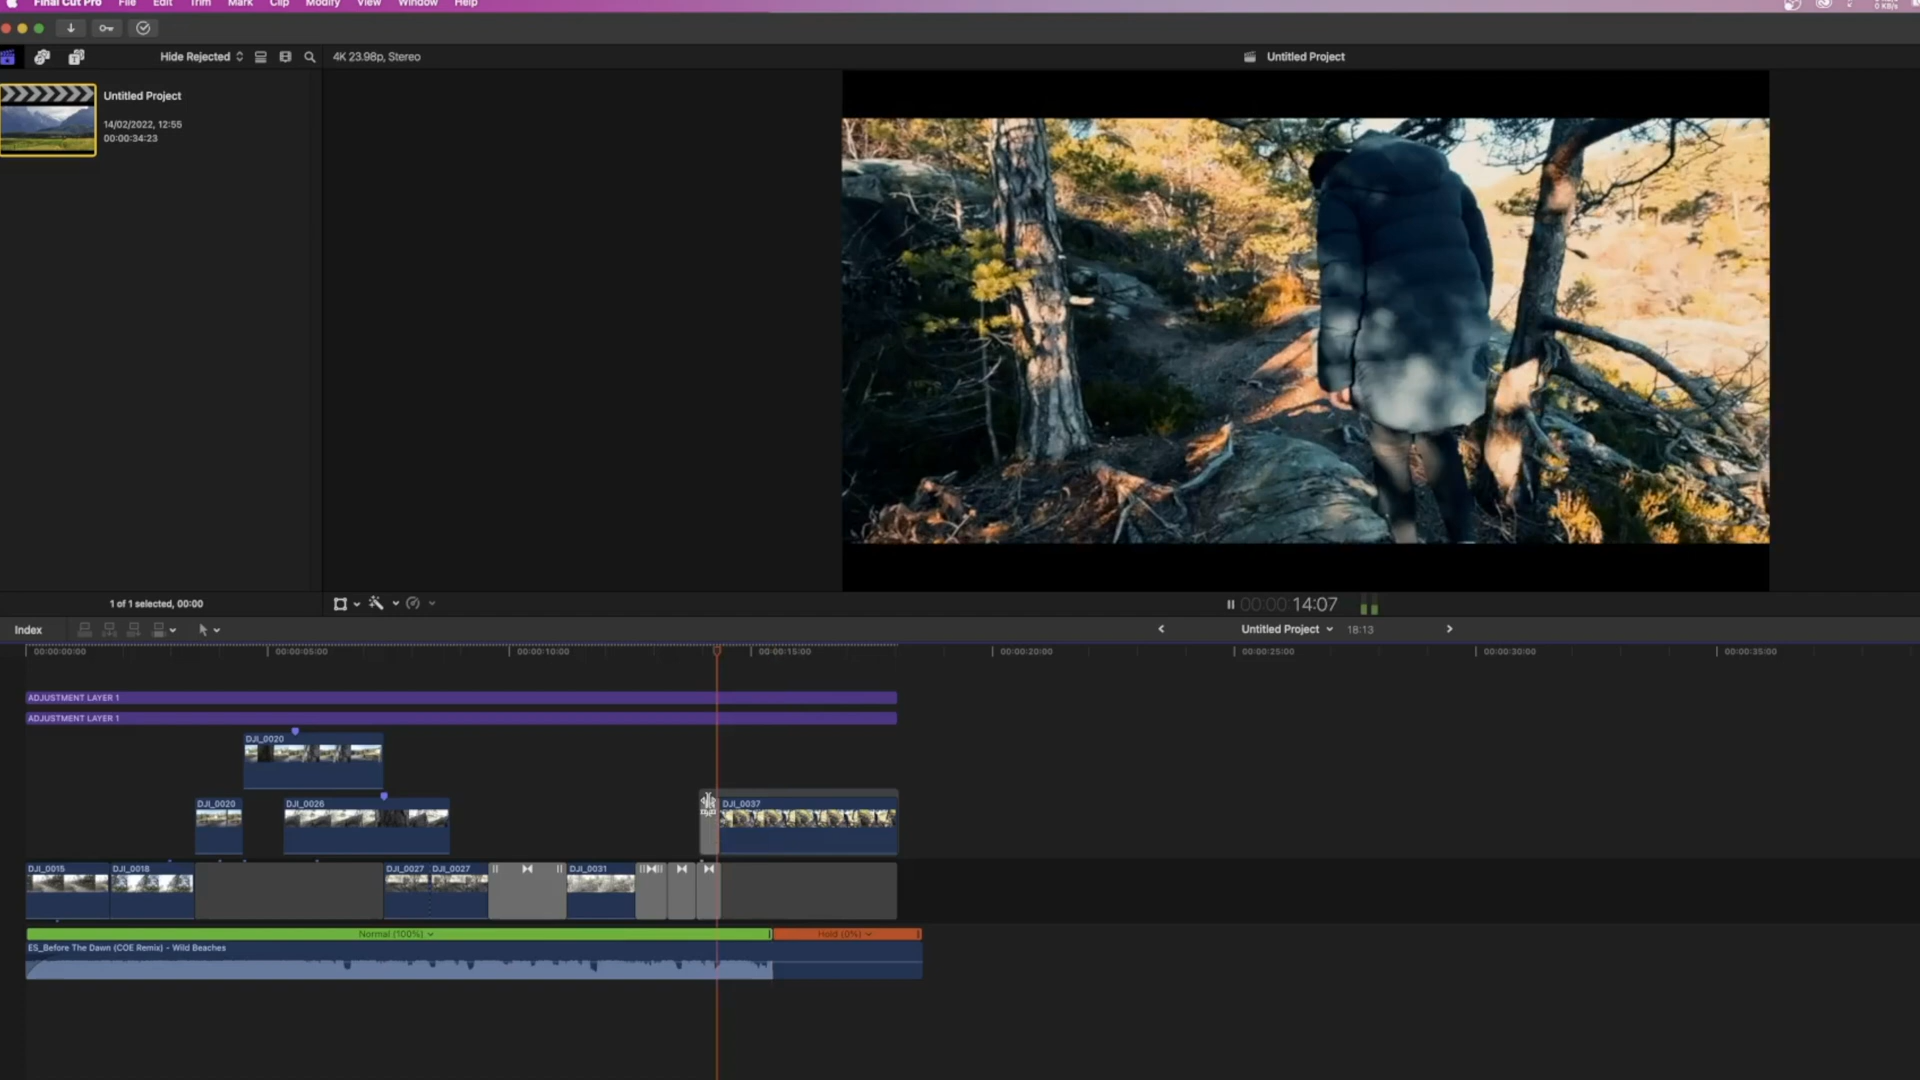 Final Cut Pro File Edit Trim Mark Clip Modify View Window Help
0 KB/s
Hide Rejected
4K 23.98p, Stereo
Untitled Project
Untitled Project
14/02/2022, 12:55
00:00:34:23
1 of 1 selected, 00:00
00:00:14:07
Index
Untitled Project
18:13
00:00:00:00
00:00:05:00
00:00:10:00
00:00:15:00
00:00:20:00
00:00:25:00
00:00:30:00
00:00:35:00
ADJUSTMENT LAYER 1
ADJUSTMENT LAYER 1
DJI_0020
DJI_0020
DJI_0026
DJI_0037
DJI_0015
DJI_0018
DJI_0027
DJI_0027
DJI_0031
Normal (100%)
Hold (0%)
ES_Before The Dawn (COE Remix) - Wild Beaches